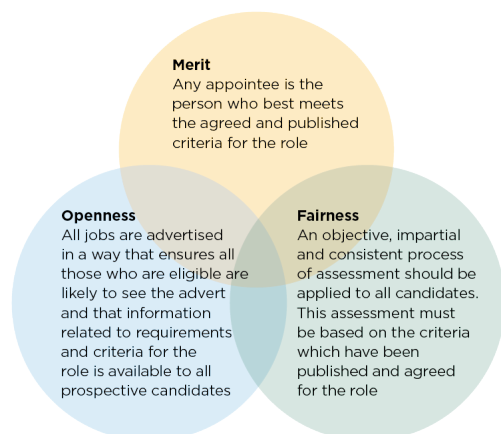 Merit
Any appointee is the
person who best meets
the agreed and published
criteria for the role
Openness
All jobs are advertised
in a way that ensures all
those who are eligible are
likely to see the advert
and that information
related to requirements
and criteria for the
role is available to all
prospective candidates
Fairness
An objective, impartial
and consistent process
of assessment should be
applied to all candidates.
This assessment must
be based on the criteria
which have been
published and agreed
for the role